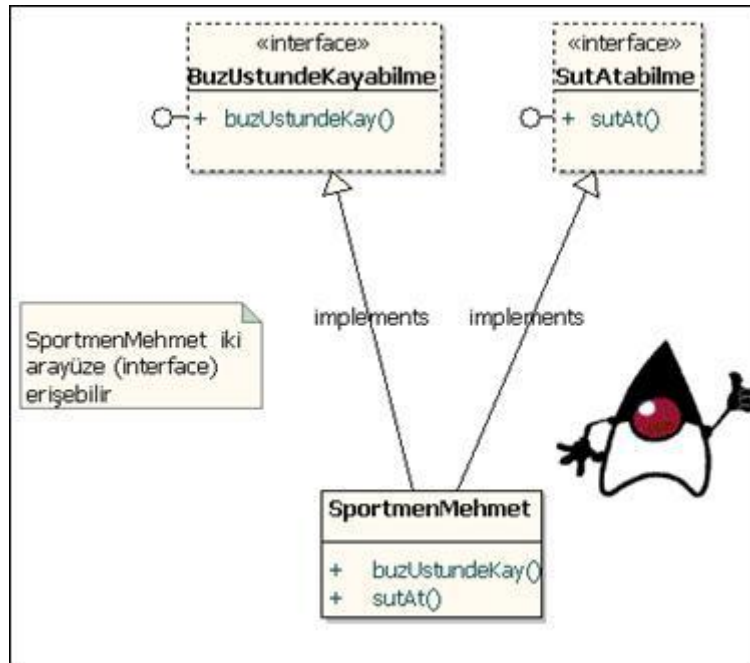 «interface»
BuzUstundeKayabilme
+ buzUstundeKay()
«interface»
SutAtabilme
+ sutAt()
implements
implements
SportmenMehmet iki
arayüze (interface)
erişebilir
SportmenMehmet
+ buzUstundeKay()
+ sutAt()